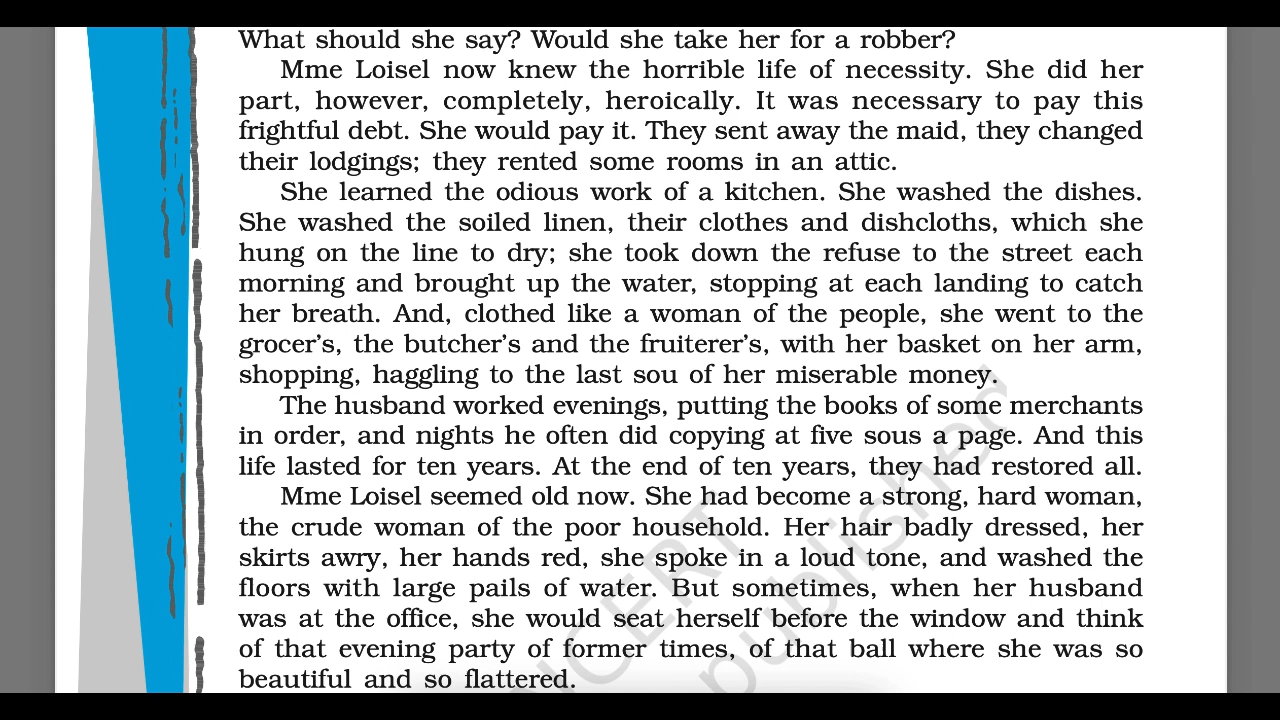 What should she say? Would she take her for a robber?
Mme Loisel now knew the horrible life of necessity. She did her
part, however, completely, heroically. It was necessary to pay this
frightful debt. She would pay it. They sent away the maid, they changed
their lodgings; they rented some rooms in an attic.
She learned the odious work of a kitchen. She washed the dishes.
She washed the soiled linen, their clothes and dishcloths, which she
hung on the line to dry; she took down the refuse to the street each
morning and brought up the water, stopping at each landing to catch
her breath. And, clothed like a woman of the people, she went to the
grocer's, the butcher's and the fruiterer's, with her basket on her arm,
shopping, haggling to the last sou of her miserable money.
The husband worked evenings, putting the books of some merchants
in order, and nights he often did copying at five sous a page. And this
life lasted for ten years. At the end of ten years, they had restored all.
Mme Loisel seemed old now. She had become a strong, hard woman,
the crude woman of the poor household. Her hair badly dressed, her
skirts awry, her hands red, she spoke in a loud tone, and washed the
floors with large pails of water. But sometimes, when her husband
was at the office, she would seat herself before the window and think
of that evening party of former times, of that ball where she was so
beautiful and so flattered.
NCERT
publisher